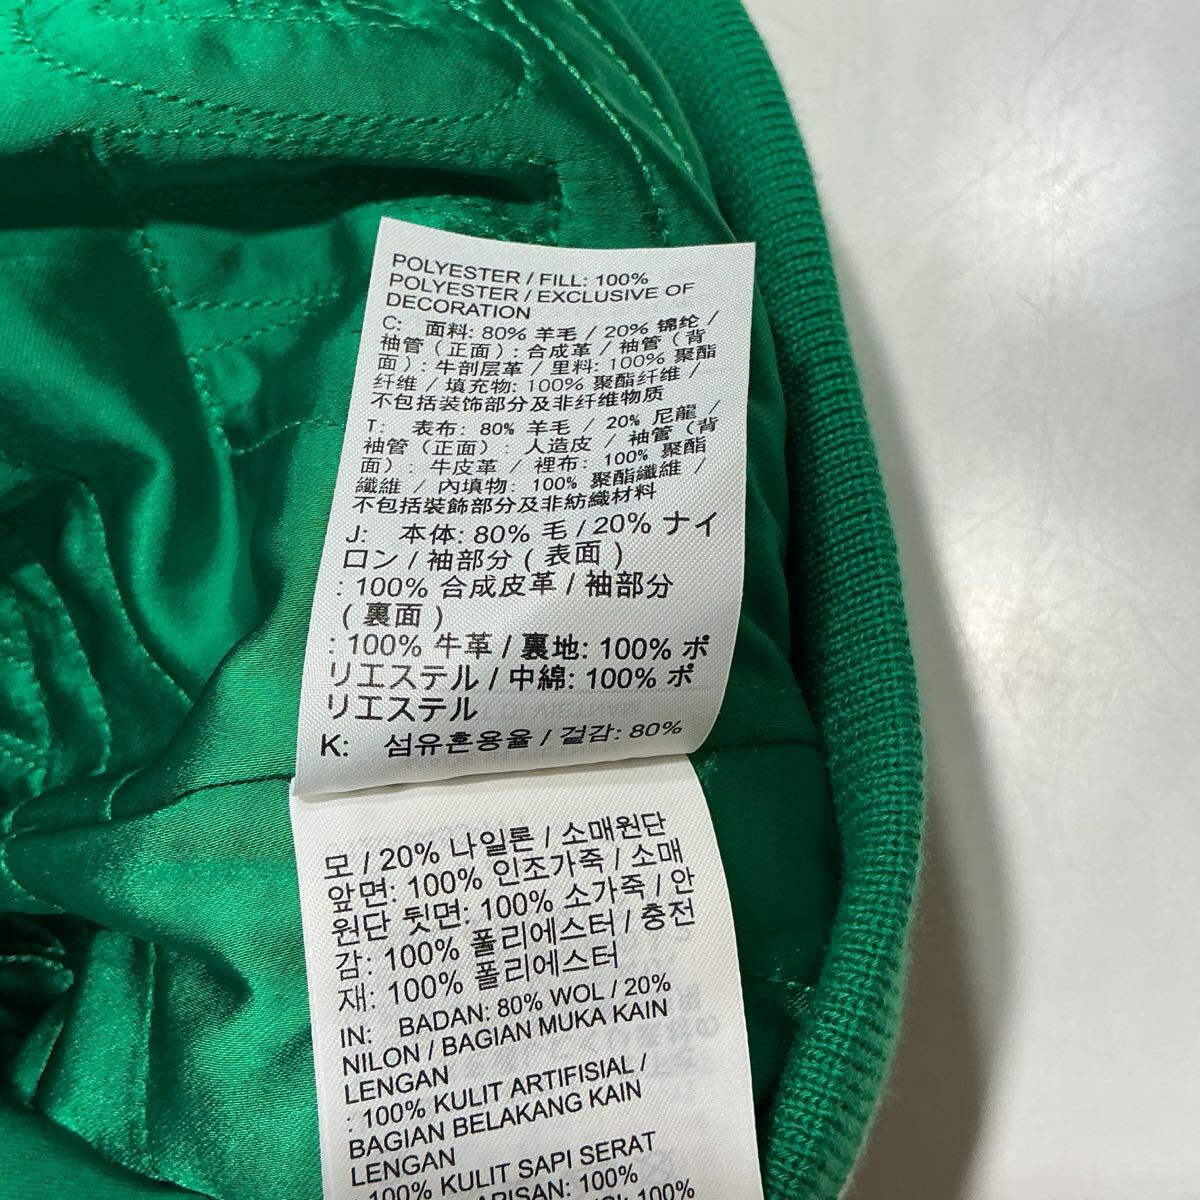 POLYESTER / FILL: 100%
POLYESTER / EXCLUSIVE OF
DECORATION
C: 面料: 80% 羊毛 / 20% 锦纶 /
袖管（正面）: 合成革 / 袖管（背
面）: 牛剖层革 / 里料: 100% 聚酯
纤维 / 填充物: 100% 聚酯纤维 /
不包括装饰部分及非纤维物质
T: 表布: 80% 羊毛 / 20% 尼龍 /
袖管（正面）: 人造皮 / 袖管（背
面）: 牛皮革 / 裡布: 100% 聚酯
纖維 / 內填物: 100% 聚酯纖維 /
不包括裝飾部分及非紡織材料
J: 本体: 80% 毛 / 20% ナイ
ロン / 袖部分 ( 表面 )
: 100% 合成皮革 / 袖部分
( 裏面 )
: 100% 牛革 / 裏地: 100% ポ
リエステル / 中綿: 100% ポ
リエステル
K: 섬유혼용율 / 겉감: 80%
모 / 20% 나일론 / 소매원단
앞면: 100% 인조가죽 / 소매
원단 뒷면: 100% 소가죽 / 안
감: 100% 폴리에스터 / 충전
재: 100% 폴리에스터
IN: BADAN: 80% WOL / 20%
NILON / BAGIAN MUKA KAIN
LENGAN
: 100% KULIT ARTIFISIAL /
BAGIAN BELAKANG KAIN
LENGAN
: 100% KULIT SAPI SERAT
ARISAN: 100%
: 100%